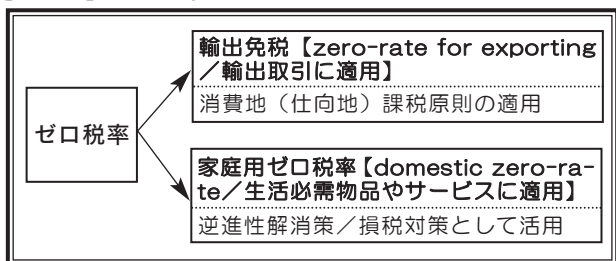 ゼロ税率
輸出免税【zero-rate for exporting
／輸出取引に適用】
消費地（仕向地）課税原則の適用
家庭用ゼロ税率【domestic zero-ra-
te／生活必需物品やサービスに適用】
逆進性解消策／損税対策として活用